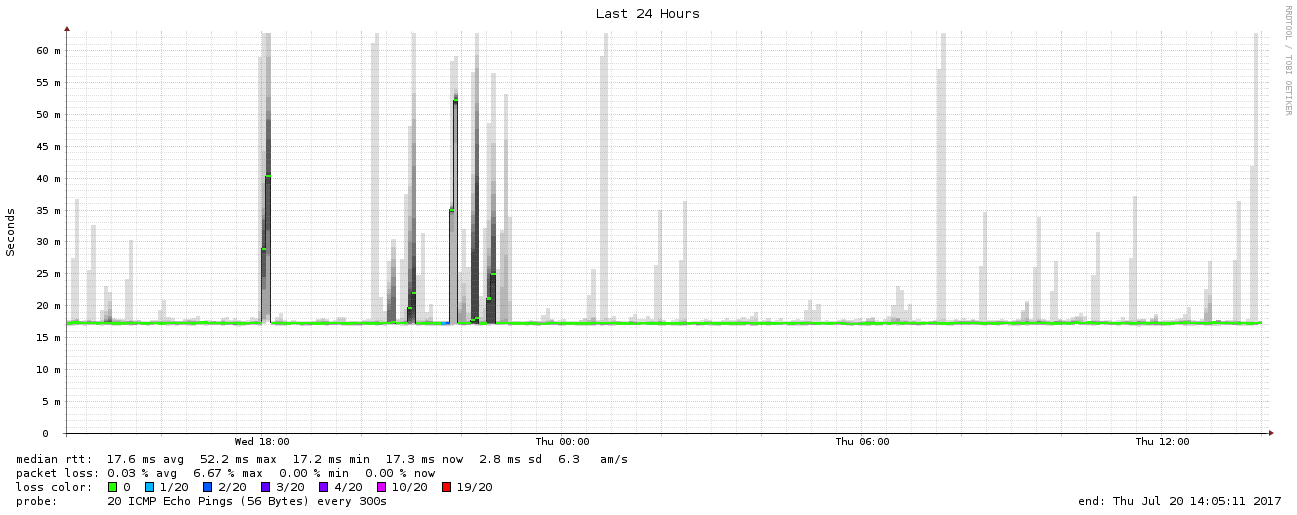 Last 24 Hours
RRDTOOL / TOBI OETIKER
Seconds
60 m
55 m
50 m
45 m
40 m
35 m
30 m
25 m
20 m
15 m
10 m
5 m
0
Wed 18:00 Thu 00:00 Thu 06:00 Thu 12:00
median rtt: 17.6 ms avg 52.2 ms max 17.2 ms min 17.3 ms now 2.8 ms sd 6.3 am/s
packet loss: 0.03 % avg 6.67 % max 0.00 % min 0.00 % now
loss color: 0 1/20 2/20 3/20 4/20 10/20 19/20
probe: 20 ICMP Echo Pings (56 Bytes) every 300s end: Thu Jul 20 14:05:11 2017